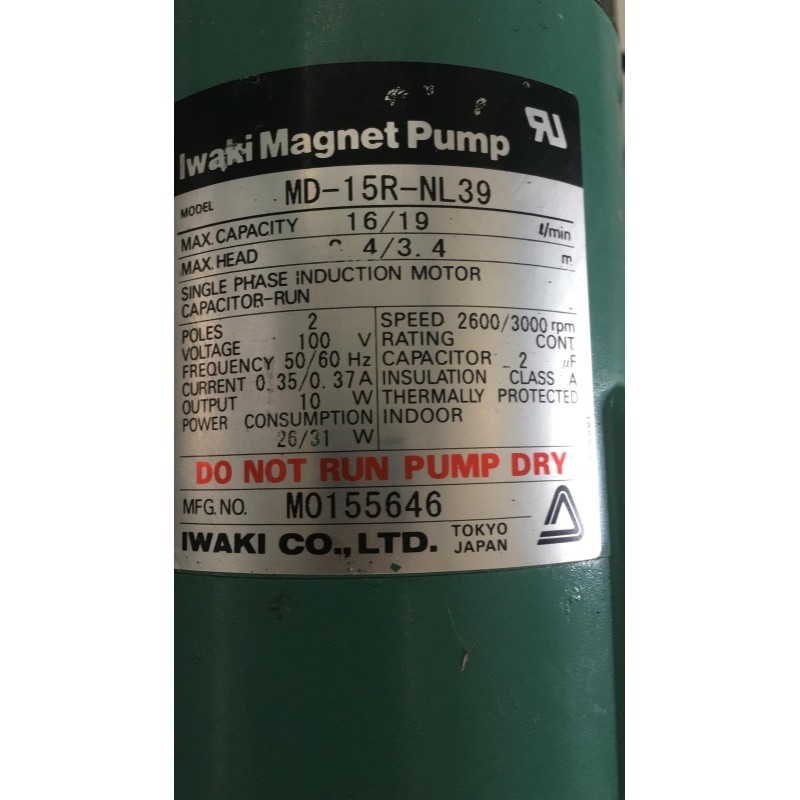 Iwaki Magnet Pump
MODEL MD-15R-NL39
MAX. CAPACITY 16/19 ℓ/min
MAX. HEAD 4/3.4 m
SINGLE PHASE INDUCTION MOTOR
CAPACITOR-RUN
POLES 2
VOLTAGE 100 V
FREQUENCY 50/60 Hz
CURRENT 0.35/0.37A
OUTPUT 10 W
POWER CONSUMPTION
26/31 W
SPEED 2600/3000 rpm
RATING CONT.
CAPACITOR 2 μF
INSULATION CLASS A
THERMALLY PROTECTED
INDOOR
DO NOT RUN PUMP DRY
MFG. NO. M0155646
IWAKI CO., LTD. TOKYO
JAPAN